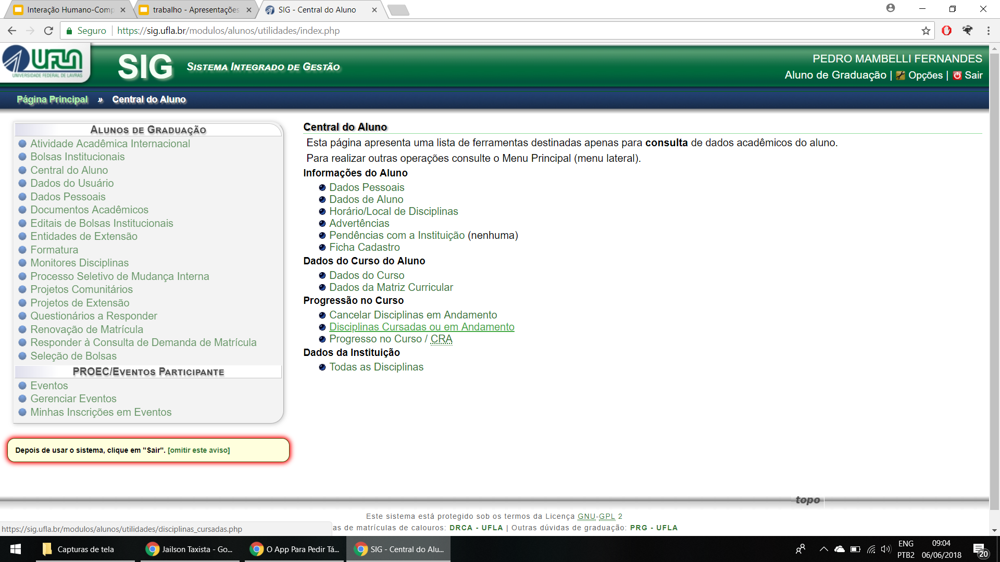 Interação Humano-Comp
trabalho - Apresentações
SIG - Central do Aluno
Seguro
https://sig.ufla.br/modulos/alunos/utilidades/index.php
UFLA
UNIVERSIDADE FEDERAL DE LAVRAS
SIG
Sistema Integrado de Gestão
PEDRO MAMBELLI FERNANDES
Aluno de Graduação | Opções | Sair
Página Principal » Central do Aluno
Alunos de Graduação
Atividade Acadêmica Internacional
Bolsas Institucionais
Central do Aluno
Dados do Usuário
Dados Pessoais
Documentos Acadêmicos
Editais de Bolsas Institucionais
Entidades de Extensão
Formatura
Monitores Disciplinas
Processo Seletivo de Mudança Interna
Projetos Comunitários
Projetos de Extensão
Questionários a Responder
Renovação de Matrícula
Responder à Consulta de Demanda de Matrícula
Seleção de Bolsas
PROEC/Eventos Participante
Eventos
Gerenciar Eventos
Minhas Inscrições em Eventos
Depois de usar o sistema, clique em "Sair". [omitir este aviso]
Central do Aluno
Esta página apresenta uma lista de ferramentas destinadas apenas para consulta de dados acadêmicos do aluno.
Para realizar outras operações consulte o Menu Principal (menu lateral).
Informações do Aluno
Dados Pessoais
Dados de Aluno
Horário/Local de Disciplinas
Advertências
Pendências com a Instituição (nenhuma)
Ficha Cadastro
Dados do Curso do Aluno
Dados do Curso
Dados da Matriz Curricular
Progressão no Curso
Cancelar Disciplinas em Andamento
Disciplinas Cursadas ou em Andamento
Progresso no Curso / CRA
Dados da Instituição
Todas as Disciplinas
topo
Este sistema está protegido sob os termos da Licença GNU-GPL 2
as de matrículas de calouros: DRCA - UFLA | Outras dúvidas de graduação: PRG - UFLA
https://sig.ufla.br/modulos/alunos/utilidades/disciplinas_cursadas.php
Capturas de tela
Jailson Taxista - Go...
O App Para Pedir Tá...
SIG - Central do Alu...
ENG
PTB2
09:04
06/06/2018
20